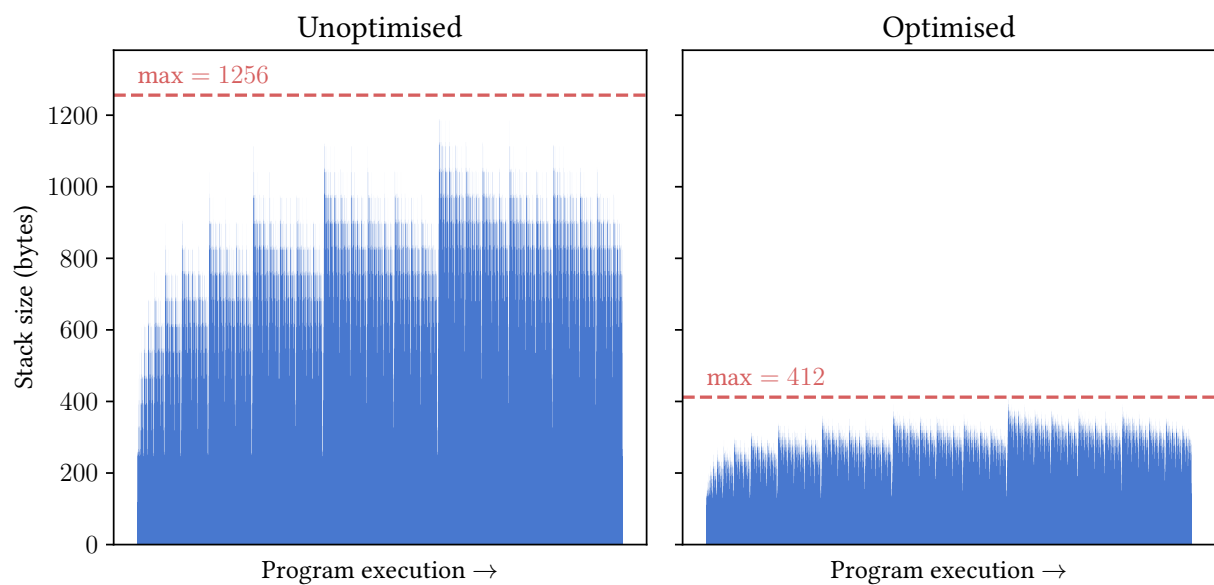 Unoptimised
Optimised
max = 1256
max = 412
Stack size (bytes)
1200
1000
800
600
400
200
0
Program execution →
Program execution →